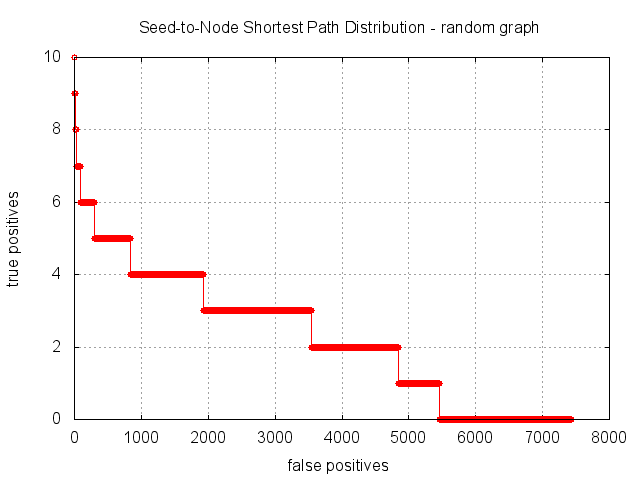 Seed-to-Node Shortest Path Distribution - random graph
10
8
6
4
2
0
true positives
0 1000 2000 3000 4000 5000 6000 7000 8000
false positives